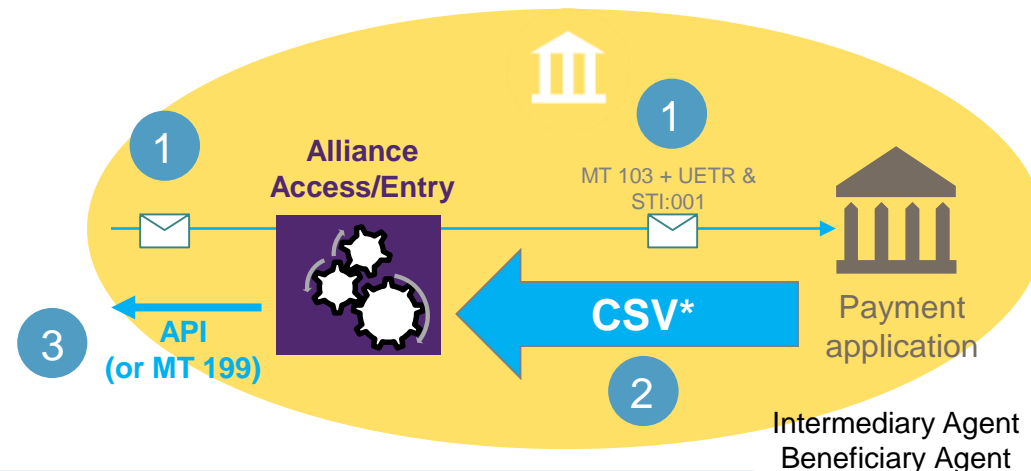 1
1
Alliance
Access/Entry
MT 103 + UETR &
STI:001
CSV*
Payment
application
3
API
(or MT 199)
2
Intermediary Agent
Beneficiary Agent